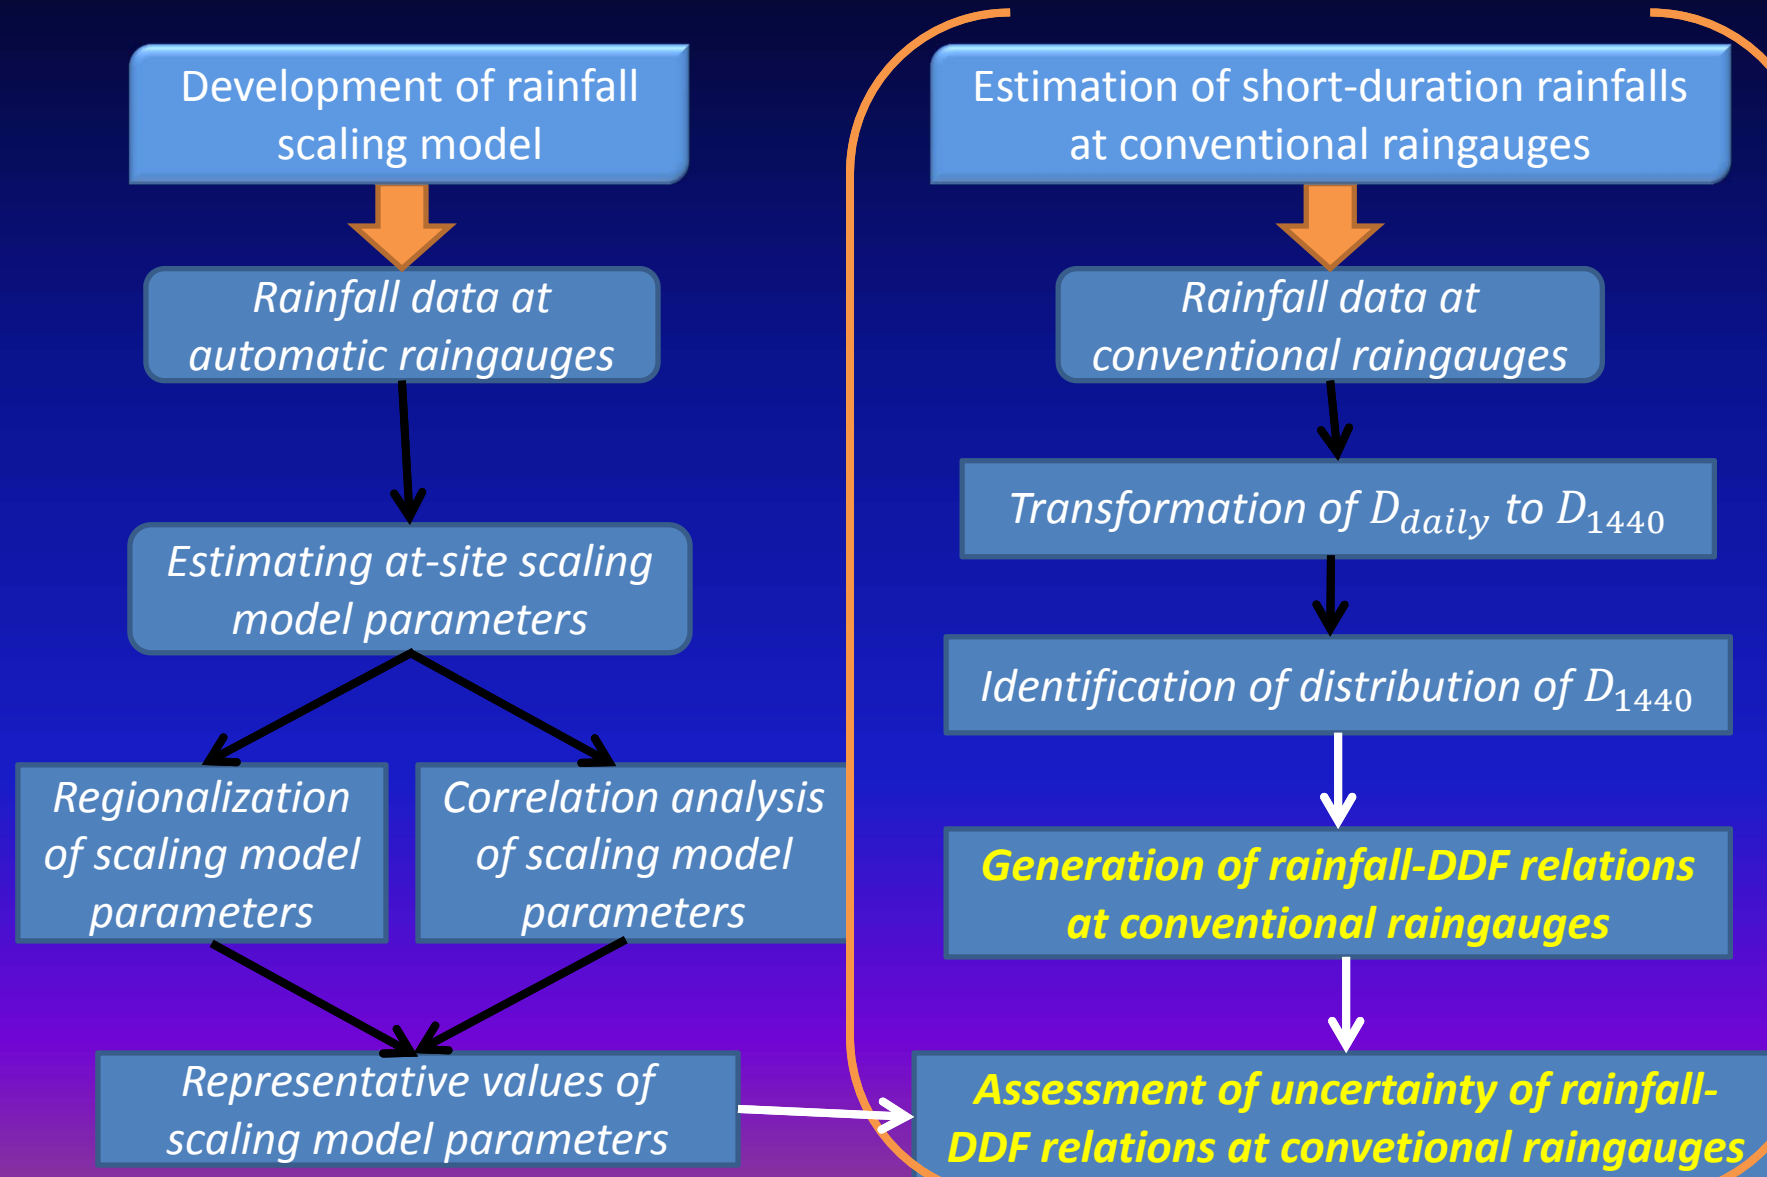 Development of rainfall
scaling model
Rainfall data at
automatic raingauges
Estimating at-site scaling
model parameters
Regionalization
of scaling model
parameters
Correlation analysis
of scaling model
parameters
Representative values of
scaling model parameters
Estimation of short-duration rainfalls
at conventional raingauges
Rainfall data at
conventional raingauges
Transformation of D_daily to D_1440
Identification of distribution of D_1440
Generation of rainfall-DDF relations
at conventional raingauges
Assessment of uncertainty of rainfall-
DDF relations at convetional raingauges